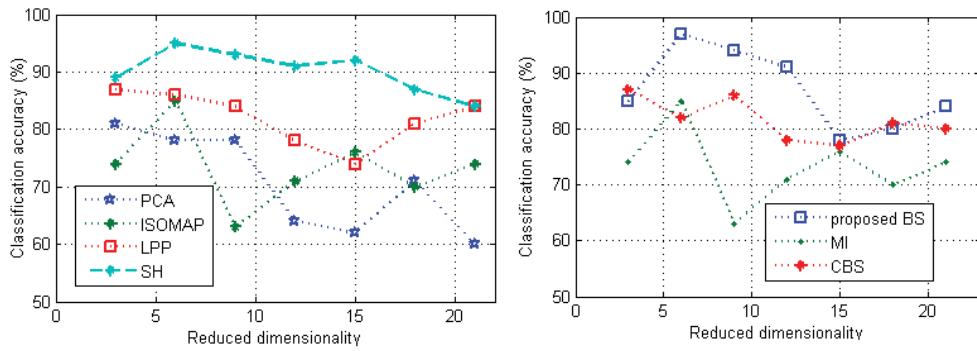 100
90
80
70
60
50
0
5
10
15
20
Classification accuracy (%)
Reduced dimensionality
PCA
ISOMAP
LPP
SH
100
90
80
70
60
50
0
5
10
15
20
Classification accuracy (%)
Reduced dimensionality
proposed BS
MI
CBS